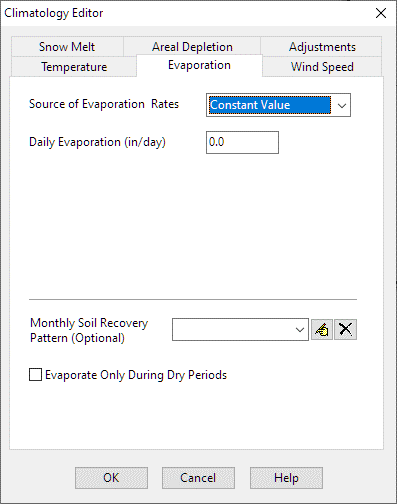 Climatology Editor
Snow Melt Areal Depletion Adjustments
Temperature Evaporation Wind Speed
Source of Evaporation Rates Constant Value
Daily Evaporation (in/day) 0.0
Monthly Soil Recovery
Pattern (Optional)
Evaporate Only During Dry Periods
OK Cancel Help